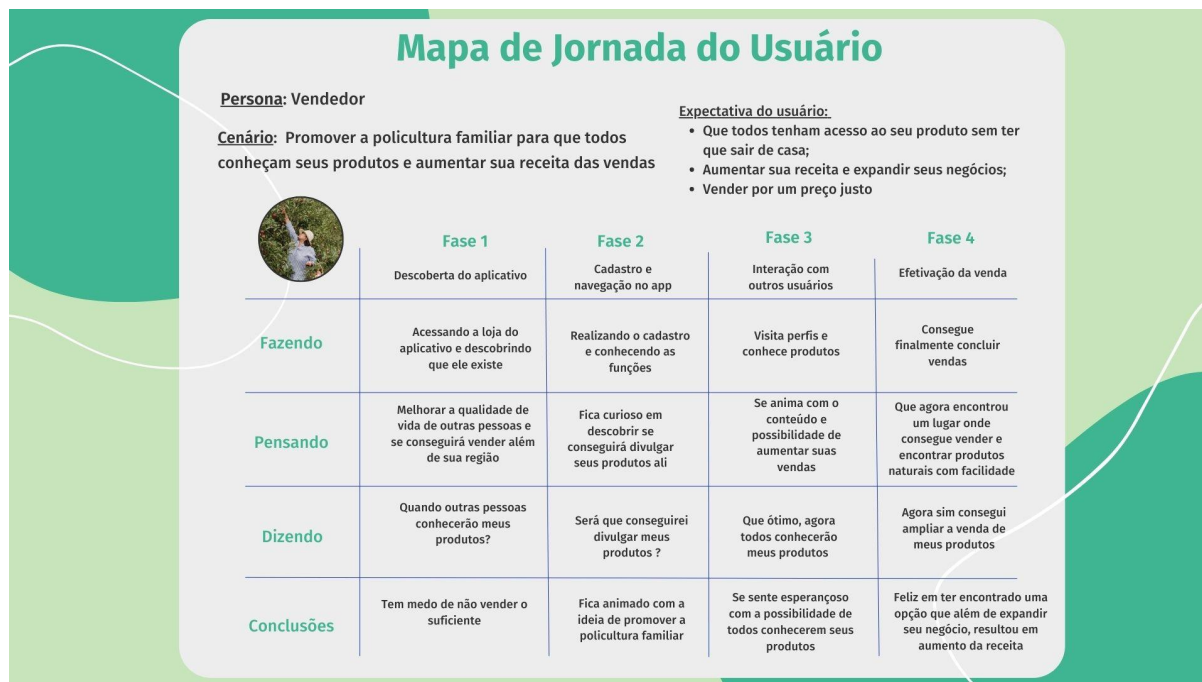 Mapa de Jornada do Usuário
Persona: Vendedor
Cenário: Promover a policultura familiar para que todos
conheçam seus produtos e aumentar sua receita das vendas
Expectativa do usuário:
• Que todos tenham acesso ao seu produto sem ter
que sair de casa;
• Aumentar sua receita e expandir seus negócios;
• Vender por um preço justo
Fase 1
Descoberta do aplicativo
Fase 2
Cadastro e
navegação no app
Fase 3
Interação com
outros usuários
Fase 4
Efetivação da venda
Fazendo
Acessando a loja do
aplicativo e descobrindo
que ele existe
Realizando o cadastro
e conhecendo as
funções
Visita perfis e
conhece produtos
Consegue
finalmente concluir
vendas
Pensando
Melhorar a qualidade de
vida de outras pessoas e
se conseguirá vender além
de sua região
Fica curioso em
descobrir se
conseguirá divulgar
seus produtos ali
Se anima com o
conteúdo e
possibilidade de
aumentar suas
vendas
Que agora encontrou
um lugar onde
consegue vender e
encontrar produtos
naturais com facilidade
Dizendo
Quando outras pessoas
conhecerão meus
produtos?
Será que conseguirei
divulgar meus
produtos ?
Que ótimo, agora
todos conhecerão
meus produtos
Agora sim consegui
ampliar a venda de
meus produtos
Conclusões
Tem medo de não vender o
suficiente
Fica animado com a
ideia de promover a
policultura familiar
Se sente esperançoso
com a possibilidade de
todos conhecerem seus
produtos
Feliz em ter encontrado uma
opção que além de expandir
seu negócio, resultou em
aumento da receita